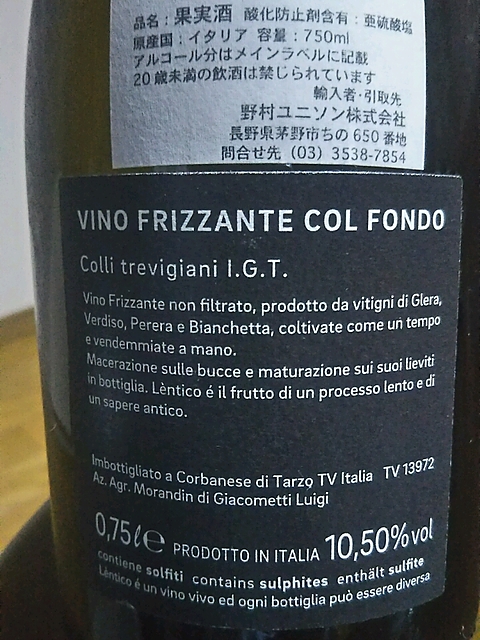 品名：果実酒 酸化防止剤含有：亜硫酸塩
原産国：イタリア 容量：750ml
アルコール分はメインラベルに記載
20歳未満の飲酒は禁じられています
輸入者・引取先
野村ユニソン株式会社
長野県茅野市ちの650番地
問合せ先（03）3538-7854
VINO FRIZZANTE COL FONDO
Colli trevigiani I.G.T.
Vino Frizzante non filtrato, prodotto da vitigni di Glera,
Verdiso, Perera e Bianchetta, coltivate come un tempo
e vendemmiate a mano.
Macerazione sulle bucce e maturazione sui suoi lieviti
in bottiglia. Lèntico é il frutto di un processo lento e di
un sapere antico.
Imbottigliato a Corbanese di Tarzo TV Italia TV 13972
Az. Agr. Morandin di Giacometti Luigi
0,75ℓe PRODOTTO IN ITALIA 10,50%vol
contiene solfiti contains sulphites enthält sulfite
Lèntico é un vino vivo ed ogni bottiglia può essere diversa